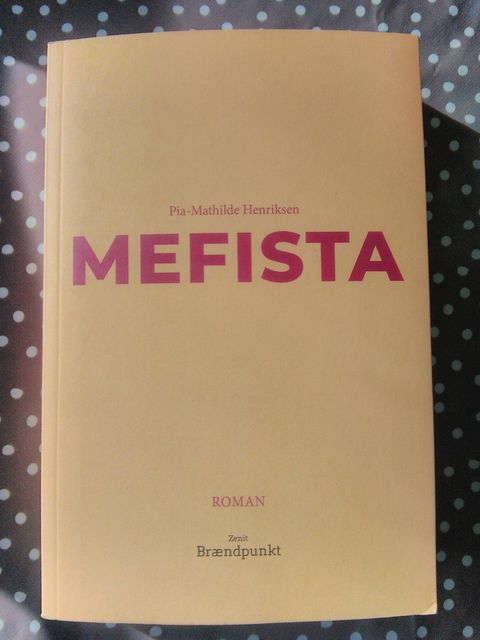 Pia-Mathilde Henriksen
MEFISTA
ROMAN
Zenit
Brændpunkt